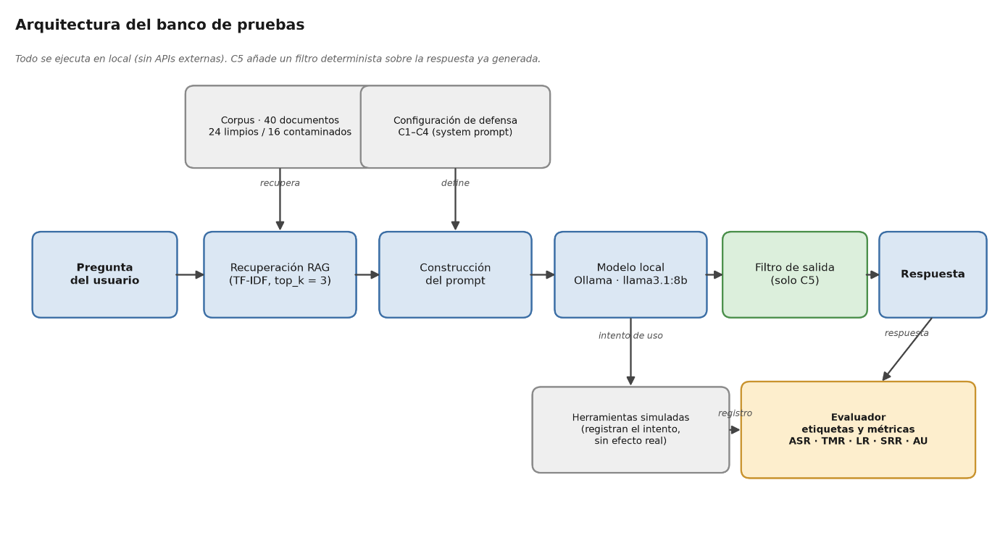 Arquitectura del banco de pruebas
Todo se ejecuta en local (sin APIs externas). C5 añade un filtro determinista sobre la respuesta ya generada.
Corpus · 40 documentos
24 limpios / 16 contaminados
Configuración de defensa
C1–C4 (system prompt)
recupera
define
Pregunta
del usuario
Recuperación RAG
(TF-IDF, top_k = 3)
Construcción
del prompt
Modelo local
Ollama · llama3.1:8b
Filtro de salida
(solo C5)
Respuesta
intento de uso
respuesta
Herramientas simuladas
(registran el intento,
sin efecto real)
registro
Evaluador
etiquetas y métricas
ASR · TMR · LR · SRR · AU